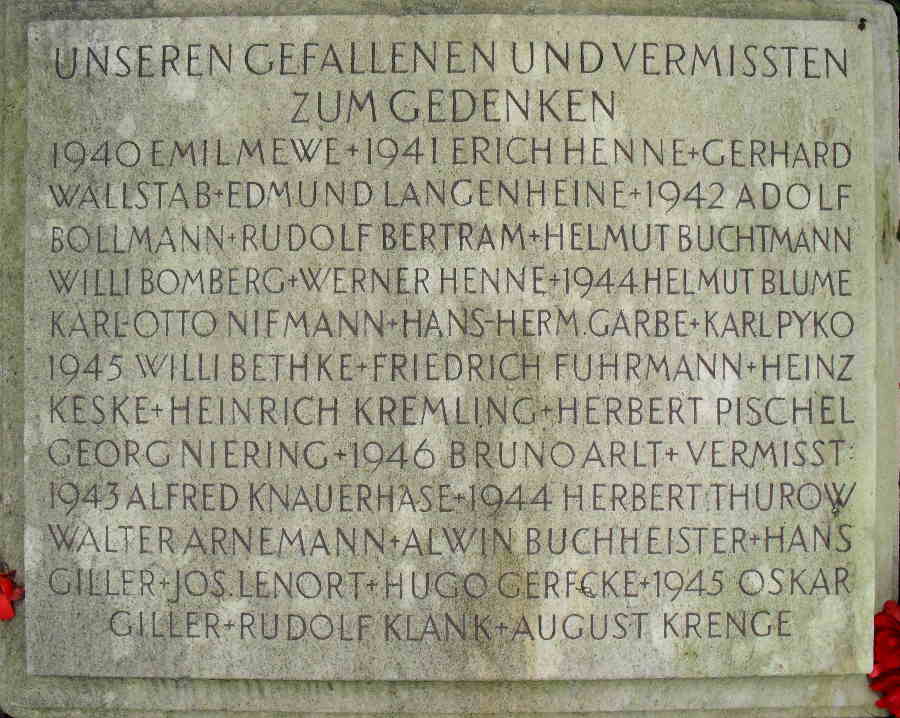 UNSEREN GEFALLENEN UND VERMISSTEN
ZUM GEDENKEN
1940 EMIL MEWE+1941 ERICH HENNE+GERHARD
WALLSTAB+EDMUND LANGENHEINE+1942 ADOLF
BOLLMANN+RUDOLF BERTRAM+HELMUT BUCHTMANN
WILLI BOMBERG+WERNER HENNE+1944 HELMUT BLUME
KARL-OTTO NIEMANN+HANS-HERM. GARBE+KARL PYKO
1945 WILLI BETHKE+FRIEDRICH FUHRMANN+HEINZ
KESKE+HEINRICH KREMLING+HERBERT PISCHEL
GEORG NIERING+1946 BRUNO ARLT+VERMISST:
1943 ALFRED KNAUERHASE+1944 HERBERT THUROW
WALTER ARNEMANN+ALWIN BUCHHEISTER+HANS
GILLER+JOS. LENORT+HUGO GERECKE+1945 OSKAR
GILLER+RUDOLF KLANK+AUGUST KRENGE